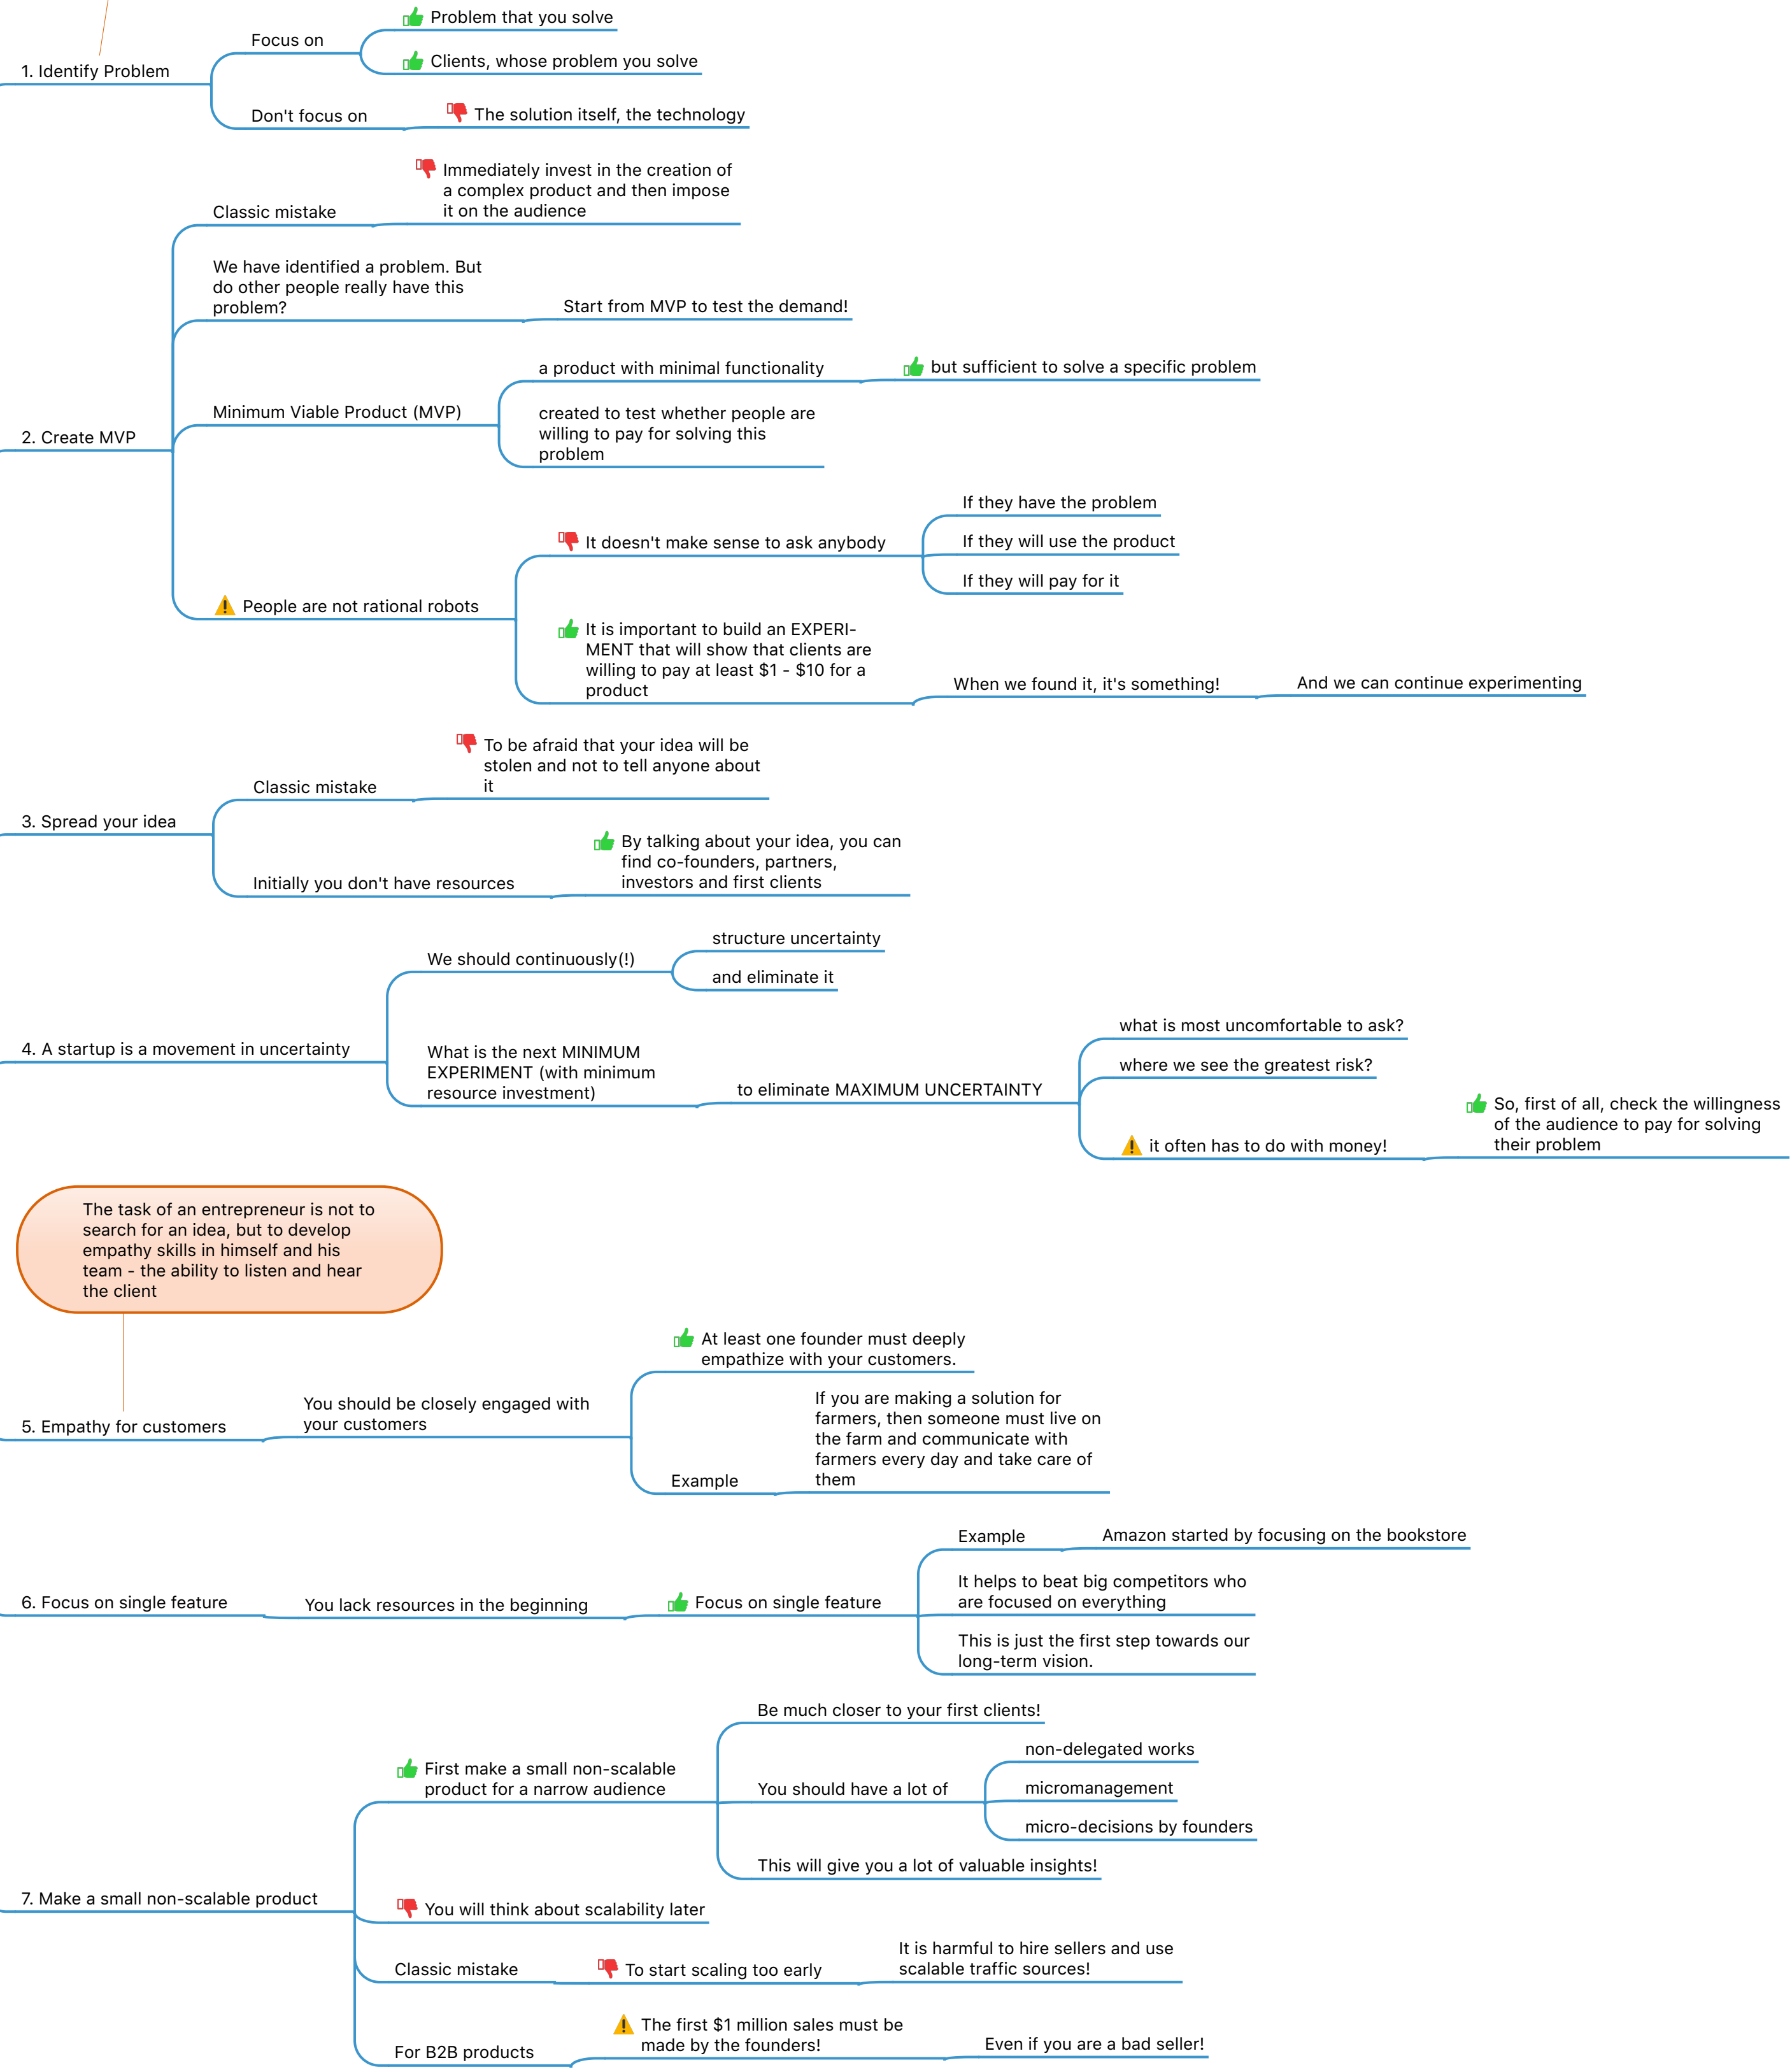 Problem that you solve
Focus on
Clients, whose problem you solve
1. Identify Problem
Don't focus on
The solution itself, the technology
Immediately invest in the creation of
a complex product and then impose
it on the audience
Classic mistake
We have identified a problem. But
do other people really have this
problem?
Start from MVP to test the demand!
a product with minimal functionality
but sufficient to solve a specific problem
Minimum Viable Product (MVP)
created to test whether people are
willing to pay for solving this
problem
2. Create MVP
If they have the problem
It doesn't make sense to ask anybody
If they will use the product
If they will pay for it
People are not rational robots
It is important to build an EXPERI-
MENT that will show that clients are
willing to pay at least $1 - $10 for a
product
When we found it, it's something!
And we can continue experimenting
To be afraid that your idea will be
stolen and not to tell anyone about
it
Classic mistake
3. Spread your idea
By talking about your idea, you can
find co-founders, partners,
investors and first clients
Initially you don't have resources
structure uncertainty
We should continuously(!)
and eliminate it
4. A startup is a movement in uncertainty
What is the next MINIMUM
EXPERIMENT (with minimum
resource investment)
to eliminate MAXIMUM UNCERTAINTY
what is most uncomfortable to ask?
where we see the greatest risk?
it often has to do with money!
So, first of all, check the willingness
of the audience to pay for solving
their problem
The task of an entrepreneur is not to
search for an idea, but to develop
empathy skills in himself and his
team - the ability to listen and hear
the client
At least one founder must deeply
empathize with your customers.
You should be closely engaged with
your customers
5. Empathy for customers
If you are making a solution for
farmers, then someone must live on
the farm and communicate with
farmers every day and take care of
them
Example
Example
Amazon started by focusing on the bookstore
6. Focus on single feature
You lack resources in the beginning
Focus on single feature
It helps to beat big competitors who
are focused on everything
This is just the first step towards our
long-term vision.
Be much closer to your first clients!
First make a small non-scalable
product for a narrow audience
You should have a lot of
non-delegated works
micromanagement
micro-decisions by founders
This will give you a lot of valuable insights!
7. Make a small non-scalable product
You will think about scalability later
Classic mistake
To start scaling too early
It is harmful to hire sellers and use
scalable traffic sources!
For B2B products
The first $1 million sales must be
made by the founders!
Even if you are a bad seller!